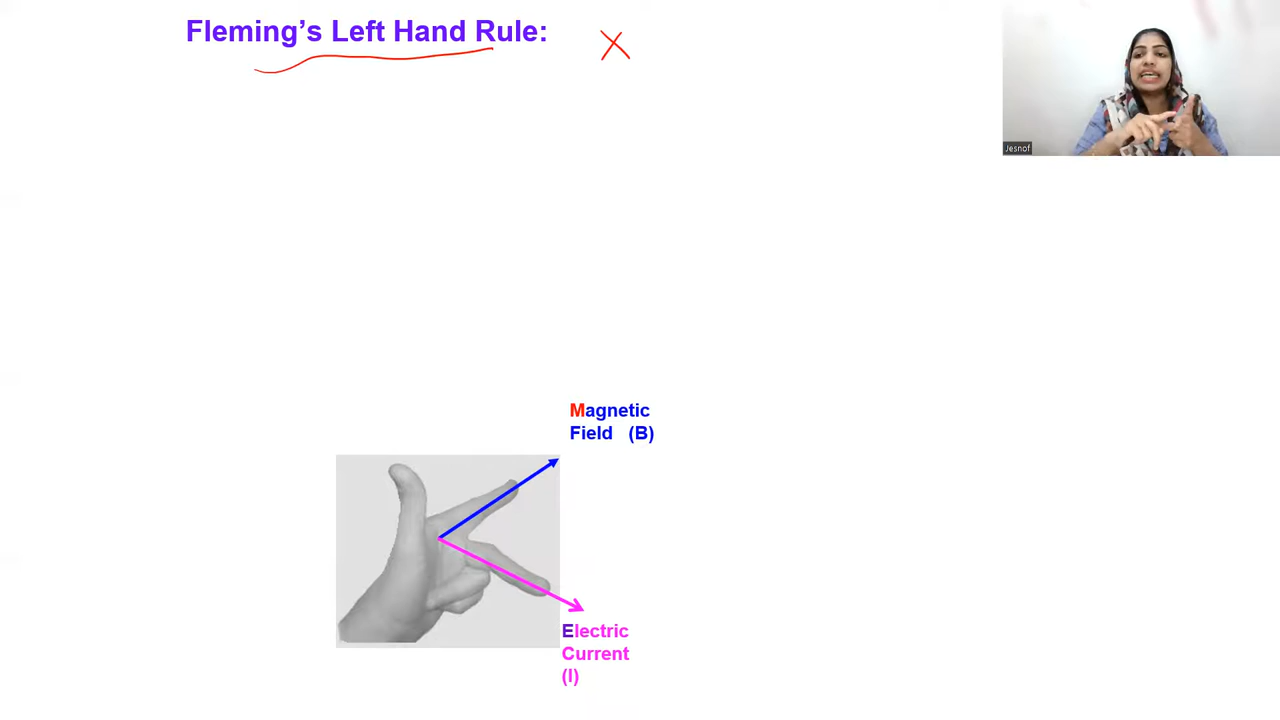 Fleming’s Left Hand Rule:
Jesnof
Magnetic
Field (B)
Electric
Current
(I)